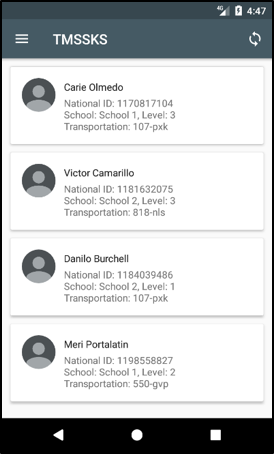 4G 4:47
TMSSKS
Carie Olmedo
National ID: 1170817104
School: School 1, Level: 3
Transportation: 107-pxk
Victor Camarillo
National ID: 1181632075
School: School 2, Level: 3
Transportation: 818-nls
Danilo Burchell
National ID: 1184039486
School: School 2, Level: 1
Transportation: 107-pxk
Meri Portalatin
National ID: 1198558827
School: School 1, Level: 2
Transportation: 550-gvp